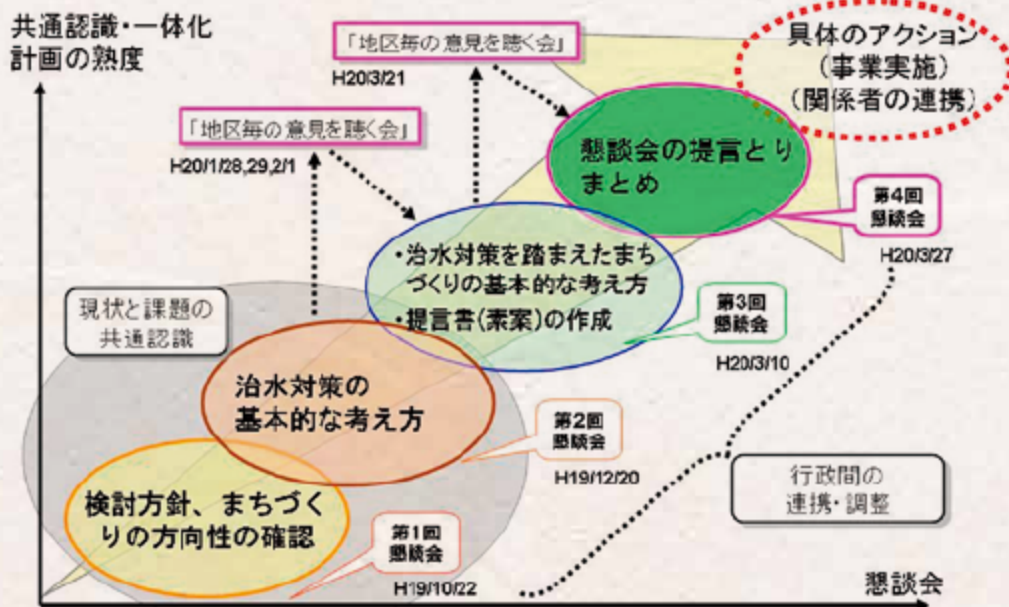 共通認識・一体化
計画の熟度
「地区毎の意見を聴く会」
H20/3/21
具体のアクション
(事業実施)
(関係者の連携)
「地区毎の意見を聴く会」
H20/1/28,29,2/1
懇談会の提言とり
まとめ
第4回
懇談会
H20/3/27
・治水対策を踏まえたまち
づくりの基本的な考え方
・提言書(素案)の作成
第3回
懇談会
H20/3/10
現状と課題の
共通認識
治水対策の
基本的な考え方
第2回
懇談会
H19/12/20
行政間の
連携・調整
検討方針、まちづく
りの方向性の確認
第1回
懇談会
H19/10/22
懇談会